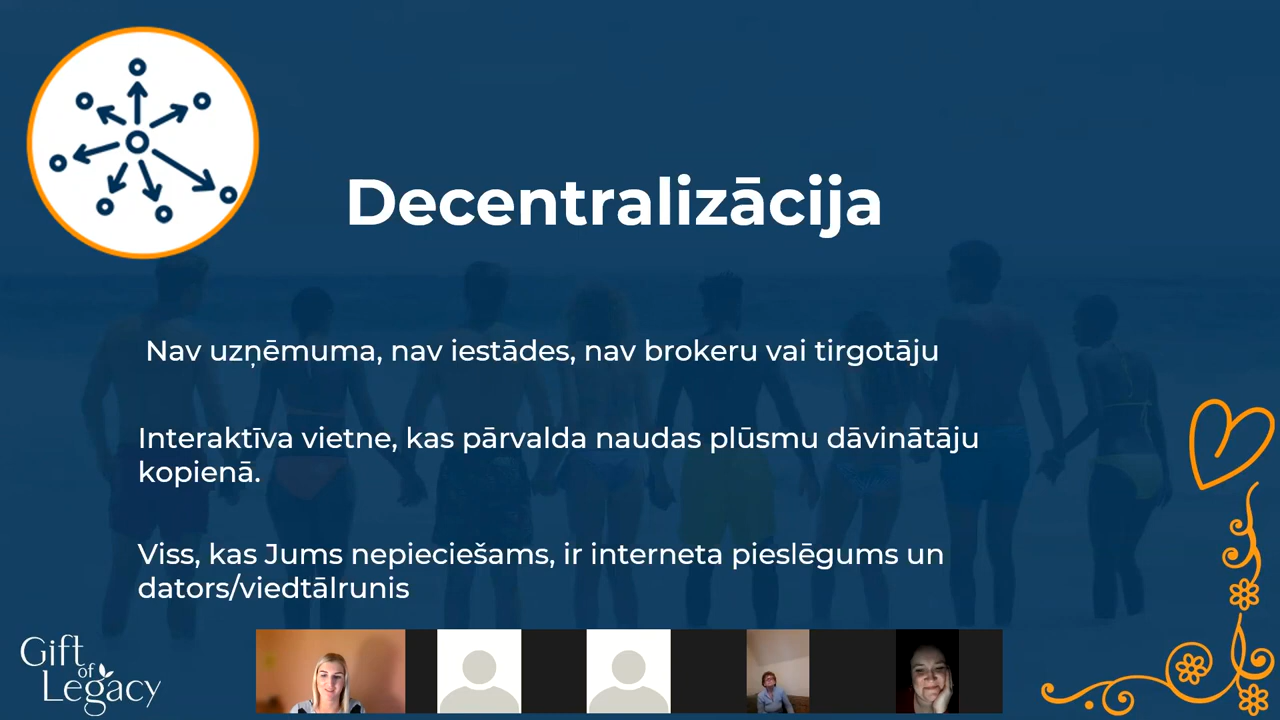 Decentralizācija
Nav uzņēmuma, nav iestādes, nav brokeru vai tirgotāju
Interaktīva vietne, kas pārvalda naudas plūsmu dāvinātāju
kopienā.
Viss, kas Jums nepieciešams, ir interneta pieslēgums un
dators/viedtālrunis
Gift
of
Legacy